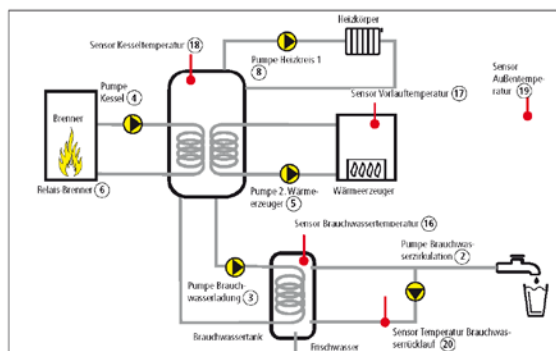 Heizkörper
Sensor Kesseltemperatur 18
Pumpe Heizkreis 1
8
Sensor
Außentempe-
ratur 19
Pumpe
Kessel 4
Sensor Vorlauftemperatur 17
Brenner
Relais-Brenner 6
Pumpe 2. Wärme-
erzeuger 5
Wärmeerzeuger
Sensor Brauchwassertemperatur 16
Pumpe Brauchwas-
serzirkulation 2
Pumpe Brauch-
wasserladung 3
Brauchwassertank
Frischwasser
Sensor Temperatur Brauchwas-
serrücklauf 20